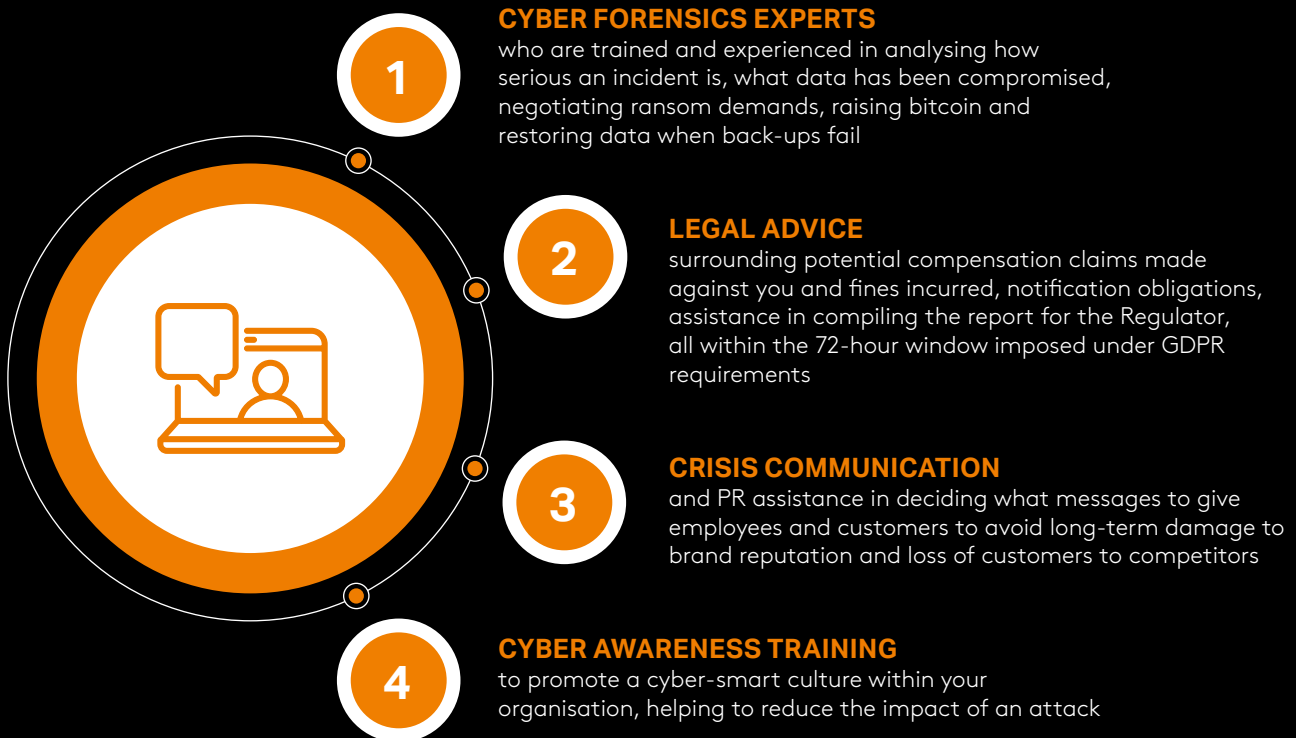 1
CYBER FORENSICS EXPERTS
who are trained and experienced in analysing how
serious an incident is, what data has been compromised,
negotiating ransom demands, raising bitcoin and
restoring data when back-ups fail
2
LEGAL ADVICE
surrounding potential compensation claims made
against you and fines incurred, notification obligations,
assistance in compiling the report for the Regulator,
all within the 72-hour window imposed under GDPR
requirements
3
CRISIS COMMUNICATION
and PR assistance in deciding what messages to give
employees and customers to avoid long-term damage to
brand reputation and loss of customers to competitors
4
CYBER AWARENESS TRAINING
to promote a cyber-smart culture within your
organisation, helping to reduce the impact of an attack